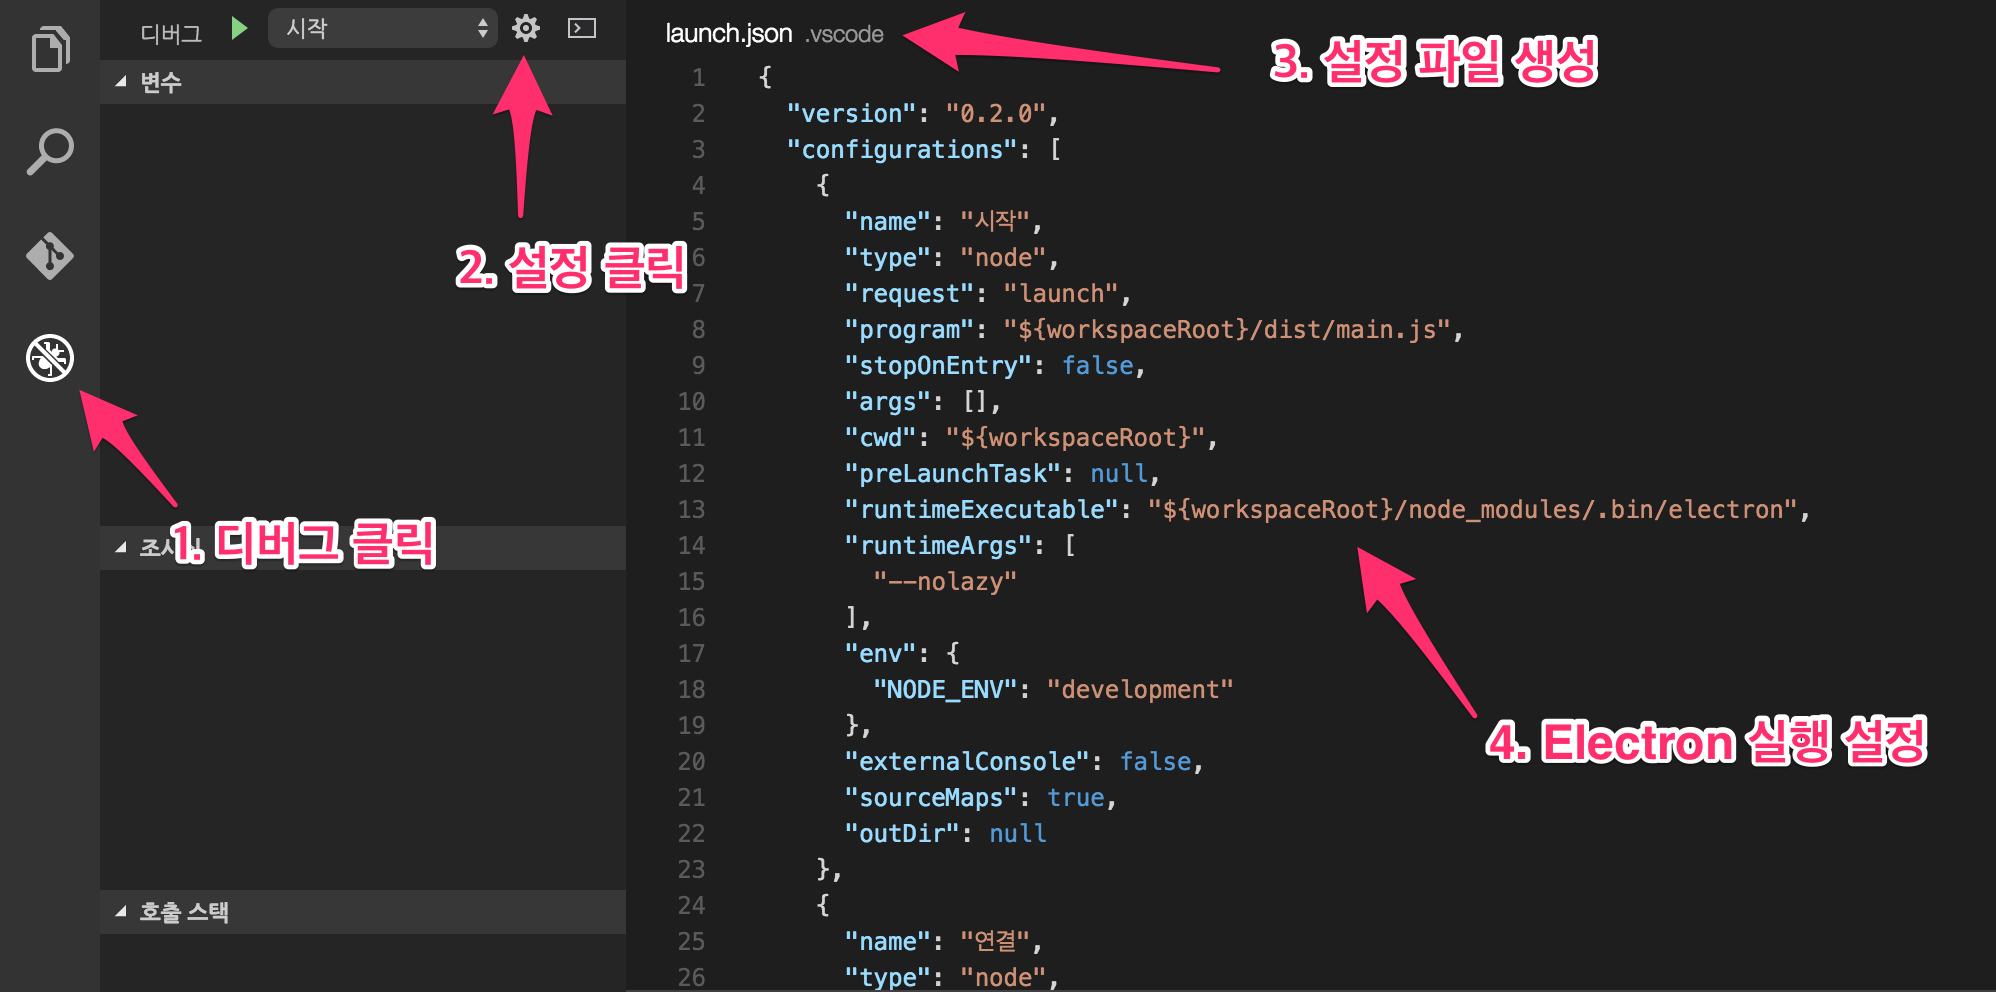 디버그
시작
launch.json .vscode
3. 설정 파일 생성
변수
2. 설정 클릭
1. 디버그 클릭
호출 스택
1 {
2 "version": "0.2.0",
3 "configurations": [
4 {
5 "name": "시작",
6 "type": "node",
7 "request": "launch",
8 "program": "${workspaceRoot}/dist/main.js",
9 "stopOnEntry": false,
10 "args": [],
11 "cwd": "${workspaceRoot}",
12 "preLaunchTask": null,
13 "runtimeExecutable": "${workspaceRoot}/node_modules/.bin/electron",
14 "runtimeArgs": [
15 "--nolazy"
16 ],
17 "env": {
18 "NODE_ENV": "development"
19 },
20 "externalConsole": false,
21 "sourceMaps": true,
22 "outDir": null
23 },
24 {
25 "name": "연결",
26 "type": "node",
4. Electron 실행 설정